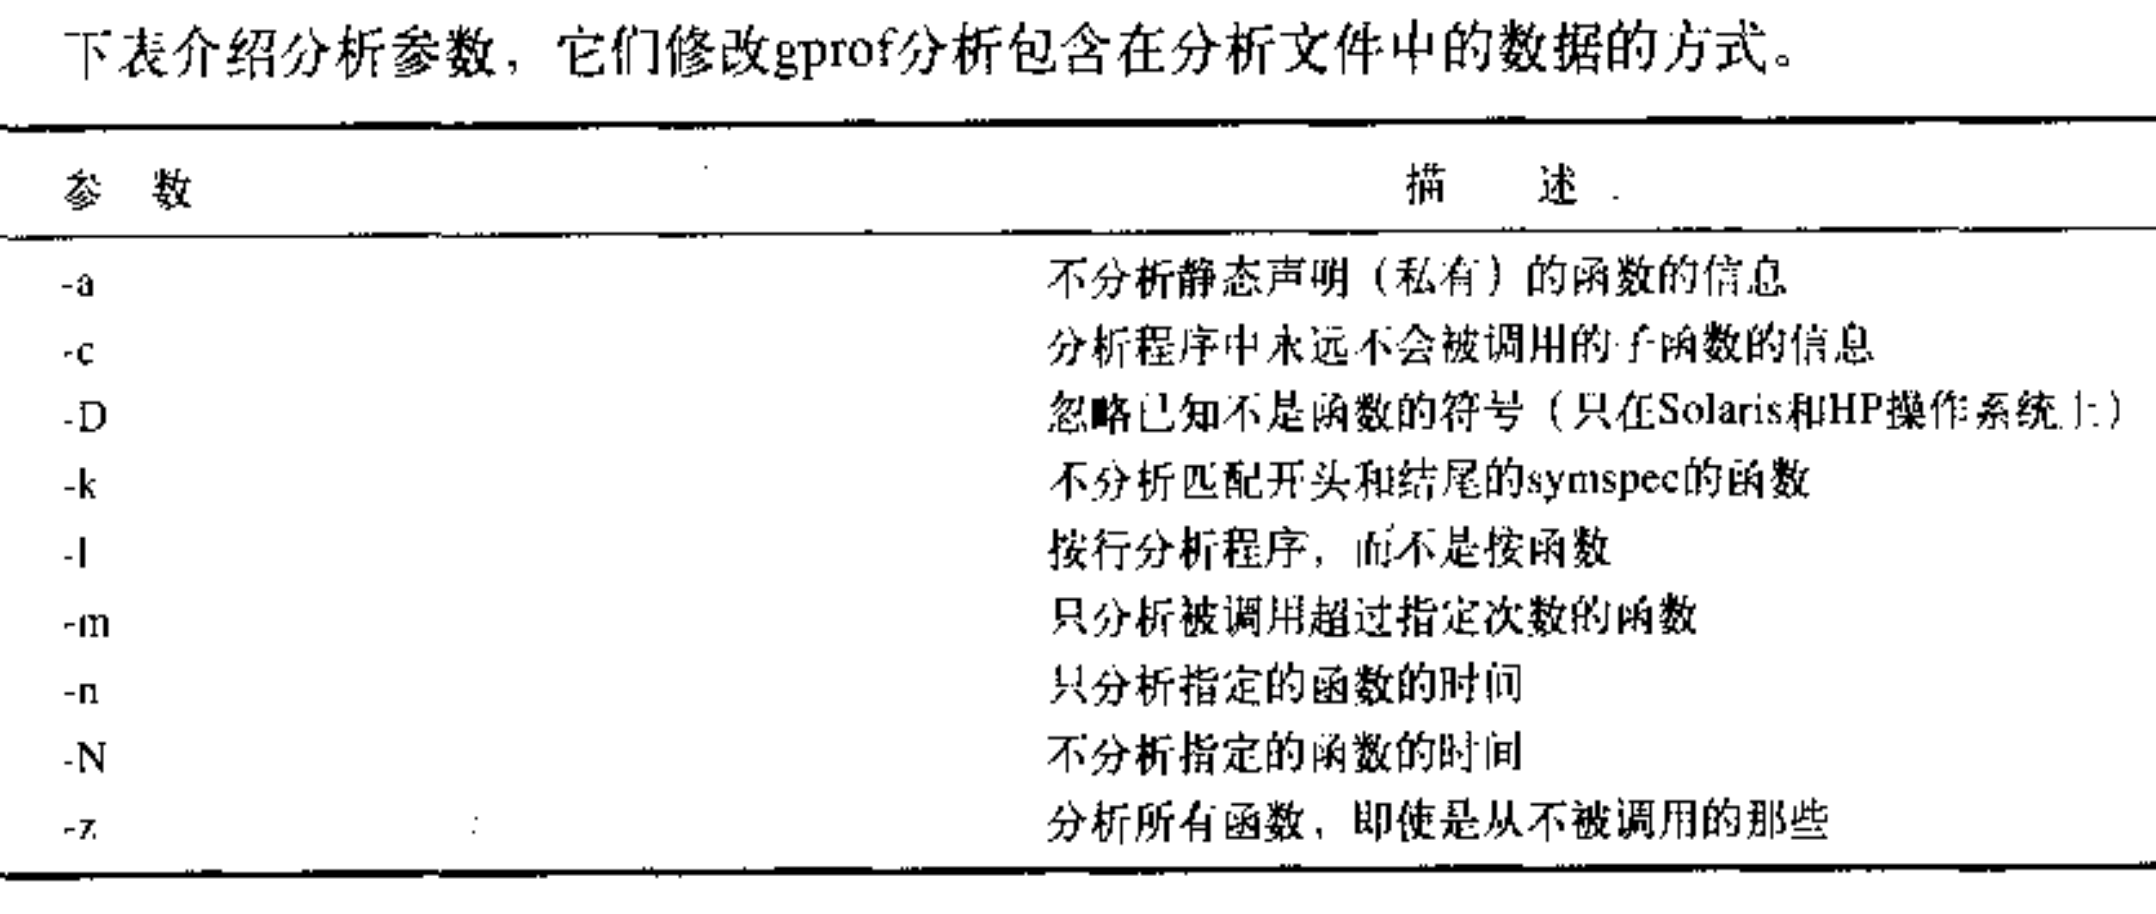 下表介绍分析参数，它们修改gprof分析包含在分析文件中的数据的方式。
参 数 描 述
-a 不分析静态声明（私有）的函数的信息
-c 分析程序中永远不会被调用的子函数的信息
-D 忽略已知不是函数的符号（只在Solaris和HP操作系统上）
-k 不分析匹配开头和结尾的symspec的函数
-l 按行分析程序，而不是按函数
-m 只分析被调用超过指定次数的函数
-n 只分析指定的函数的时间
-N 不分析指定的函数的时间
-z 分析所有函数，即使是从不被调用的那些